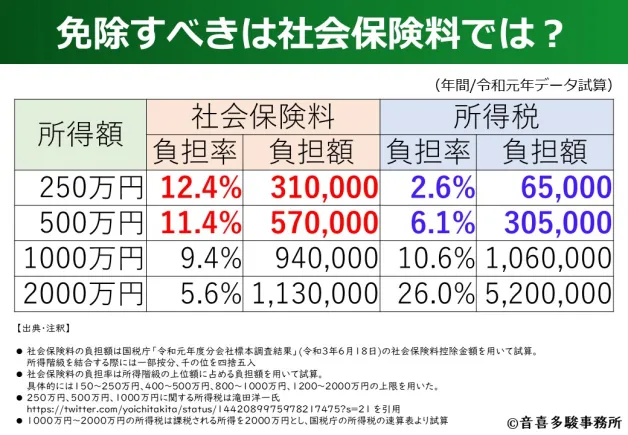 免除すべきは社会保険料では?
(年間/令和元年データ試算)
所得額 社会保険料 所得税
負担率 負担額 負担率 負担額
250万円 12.4% 310,000 2.6% 65,000
500万円 11.4% 570,000 6.1% 305,000
1000万円 9.4% 940,000 10.6% 1,060,000
2000万円 5.6% 1,130,000 26.0% 5,200,000
【出典・注釈】
● 社会保険料の負担額は国税庁「令和元年度分会社標本調査結果」(令和3年6月18日)の社会保険料控除金額を用いて試算。
所得階級を結合する際には一部按分、千の位を四捨五入
● 社会保険料の負担率は所得階級の上位額に占める負担額を用いて試算。
具体的には150~250万円、400~500万円、800~1000万円、1200~2000万円の上限を用いた。
● 250万円、500万円、1000万円に関する所得税は滝田洋一氏
https://twitter.com/yoichitakita/status/1442089975978217475?s=21 を引用
● 1000万円~2000万円の所得税は課税される所得を2000万円とし、国税庁の所得税の速算表より試算
©音喜多駿事務所